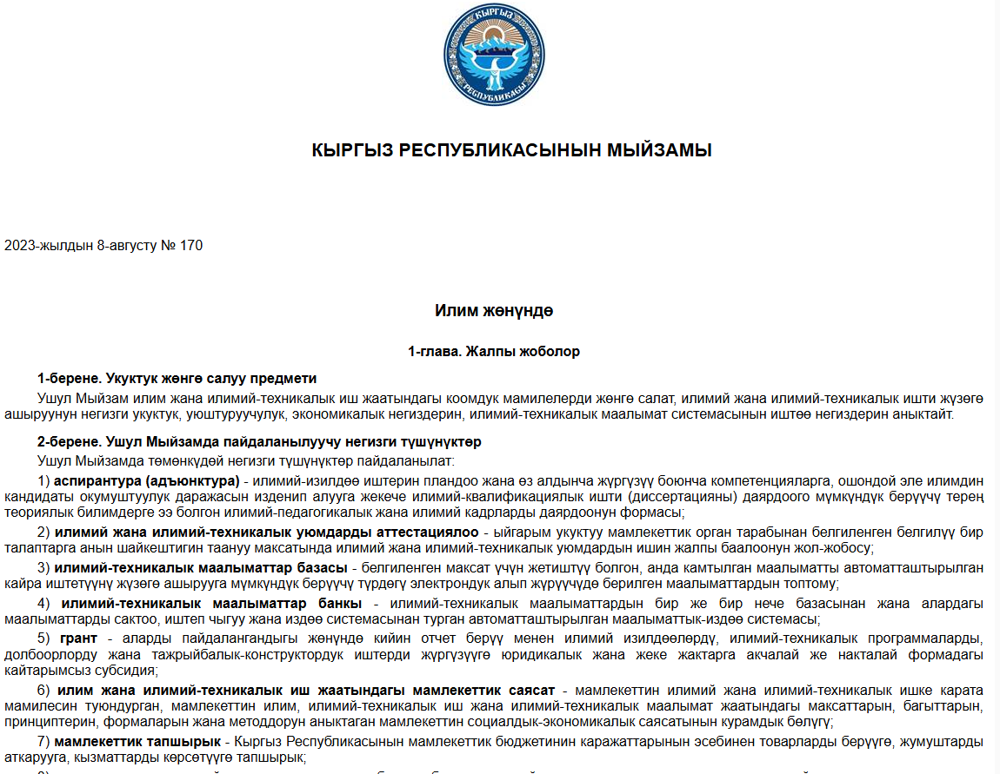 КЫРГЫЗ
РЕСПУБЛИКАСЫ
КЫРГЫЗ РЕСПУБЛИКАСЫНЫН МЫЙЗАМЫ
2023-жылдын 8-августу № 170
Илим жөнүндө
1-глава. Жалпы жоболор
1-берене. Укуктук жөнгө салуу предмети
Ушул Мыйзам илим жана илимий-техникалык иш жаатындагы коомдук мамилелерди жөнгө салат, илимий жана илимий-техникалык ишти жүзөгө
ашыруунун негизги укуктук, уюштуруучулук, экономикалык негиздерин, илимий-техникалык маалымат системасынын иштөө негиздерин аныктайт.
2-берене. Ушул Мыйзамда пайдаланылуучу негизги түшүнүктөр
Ушул Мыйзамда төмөнкүдөй негизги түшүнүктөр пайдаланылат:
1) аспирантура (адъюнктура) - илимий-изилдөө иштерин пландоо жана өз алдынча жүргүзүү боюнча компетенцияларга, ошондой эле илимдин
кандидаты окумуштуулук даражасын изденип алууга жекече илимий-квалификациялык ишти (диссертацияны) даярдоого мүмкүндүк берүүчү терең
теориялык билимдерге ээ болгон илимий-педагогикалык жана илимий кадрларды даярдоонун формасы;
2) илимий жана илимий-техникалык уюмдарды аттестациялоо - ыйгарым укуктуу мамлекеттик орган тарабынан белгиленген белгилүү бир
талаптарга анын шайкештигин таануу максатында илимий жана илимий-техникалык уюмдардын ишин жалпы баалоонун жол-жобосу;
3) илимий-техникалык маалыматтар базасы - белгиленген максат үчүн жетиштүү болгон, анда камтылган маалыматты автоматташтырылган
кайра иштетүүнү жүзөгө ашырууга мүмкүндүк берүүчү түрдөгү электрондук алып жүрүүчүдө берилген маалыматтардын топтому;
4) илимий-техникалык маалыматтар банкы - илимий-техникалык маалыматтардын бир же бир нече базасынан жана алардагы
маалыматтарды сактоо, иштеп чыгуу жана издөө системасынан турган автоматташтырылган маалыматтык-издөө системасы;
5) грант - аларды пайдалангандыгы жөнүндө кийин отчет берүү менен илимий изилдөөлөрдү, илимий-техникалык программаларды,
долбоорлорду жана тажрыйбалык-конструктордук иштерди жүргүзүүгө юридикалык жана жеке жактарга акчалай же накталай формадагы
кайтарымсыз субсидия;
6) илим жана илимий-техникалык иш жаатындагы мамлекеттик саясат - мамлекеттин илимий жана илимий-техникалык ишке карата
мамилесин туюндурган, мамлекеттин илим, илимий-техникалык иш жана илимий-техникалык маалымат жаатындагы максаттарын, багыттарын,
принциптерин, формаларын жана методдорун аныктаган мамлекеттин социалдык-экономикалык саясатынын курамдык бөлүгү;
7) мамлекеттик тапшырык - Кыргыз Республикасынын мамлекеттик бюджетинин каражаттарынын эсебинен товарларды берүүгө, жумуштарды
аткарууга, кызматтарды көрсөтүүгө тапшырык;